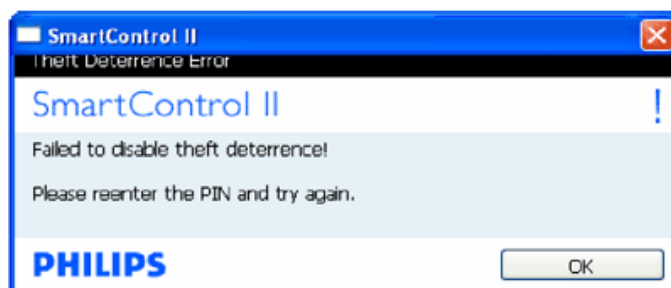 SmartControl II
Theft Deterrence Error
SmartControl II
!
Failed to disable theft deterrence!
Please reenter the PIN and try again.
PHILIPS
OK